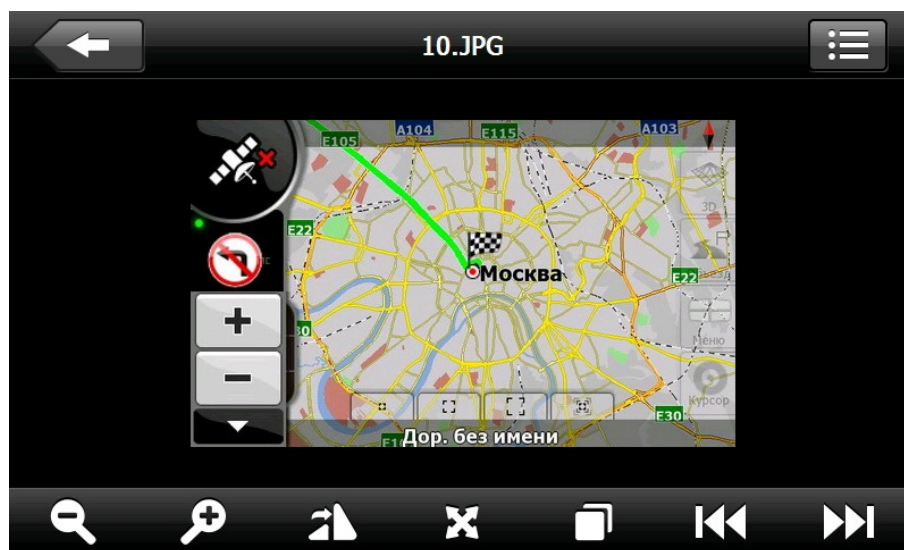 10.JPG
A104
A103
E105
E115
3D
E22
Москва
E22
Меню
Курсор
E30
Дор. без имени